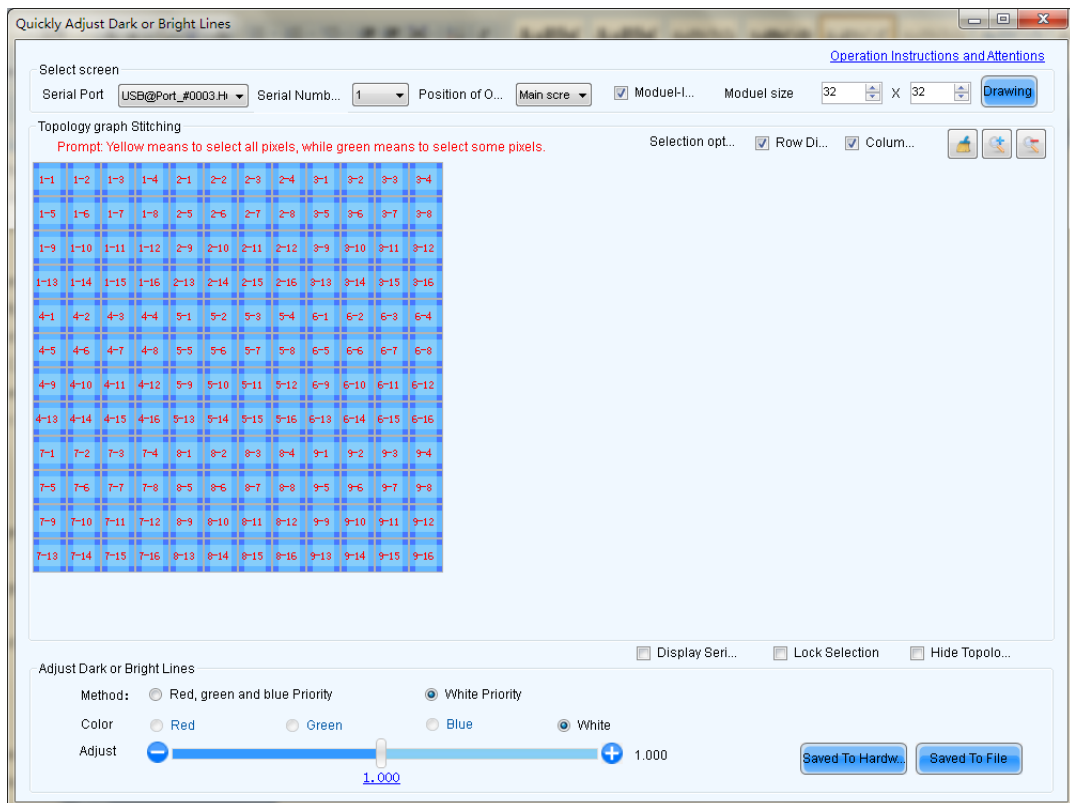 Quickly Adjust Dark or Bright Lines
Operation Instructions and Attentions
Select screen
Serial Port USB@Port_#0003.Hu Serial Numb... 1 Position of O... Main scre Moduel-I... Moduel size 32 X 32 Drawing
Topology graph Stitching
Prompt: Yellow means to select all pixels, while green means to select some pixels. Selection opt... Row Di... Colum...
1-1 1-2 1-3 1-4 2-1 2-2 2-3 2-4 3-1 3-2 3-3 3-4
1-5 1-6 1-7 1-8 2-5 2-6 2-7 2-8 3-5 3-6 3-7 3-8
1-9 1-10 1-11 1-12 2-9 2-10 2-11 2-12 3-9 3-10 3-11 3-12
1-13 1-14 1-15 1-16 2-13 2-14 2-15 2-16 3-13 3-14 3-15 3-16
4-1 4-2 4-3 4-4 5-1 5-2 5-3 5-4 6-1 6-2 6-3 6-4
4-5 4-6 4-7 4-8 5-5 5-6 5-7 5-8 6-5 6-6 6-7 6-8
4-9 4-10 4-11 4-12 5-9 5-10 5-11 5-12 6-9 6-10 6-11 6-12
4-13 4-14 4-15 4-16 5-13 5-14 5-15 5-16 6-13 6-14 6-15 6-16
7-1 7-2 7-3 7-4 8-1 8-2 8-3 8-4 9-1 9-2 9-3 9-4
7-5 7-6 7-7 7-8 8-5 8-6 8-7 8-8 9-5 9-6 9-7 9-8
7-9 7-10 7-11 7-12 8-9 8-10 8-11 8-12 9-9 9-10 9-11 9-12
7-13 7-14 7-15 7-16 8-13 8-14 8-15 8-16 9-13 9-14 9-15 9-16
Display Seri... Lock Selection Hide Topolo...
Adjust Dark or Bright Lines
Method: Red, green and blue Priority White Priority
Color Red Green Blue White
Adjust 1.000
1.000
Saved To Hardw... Saved To File